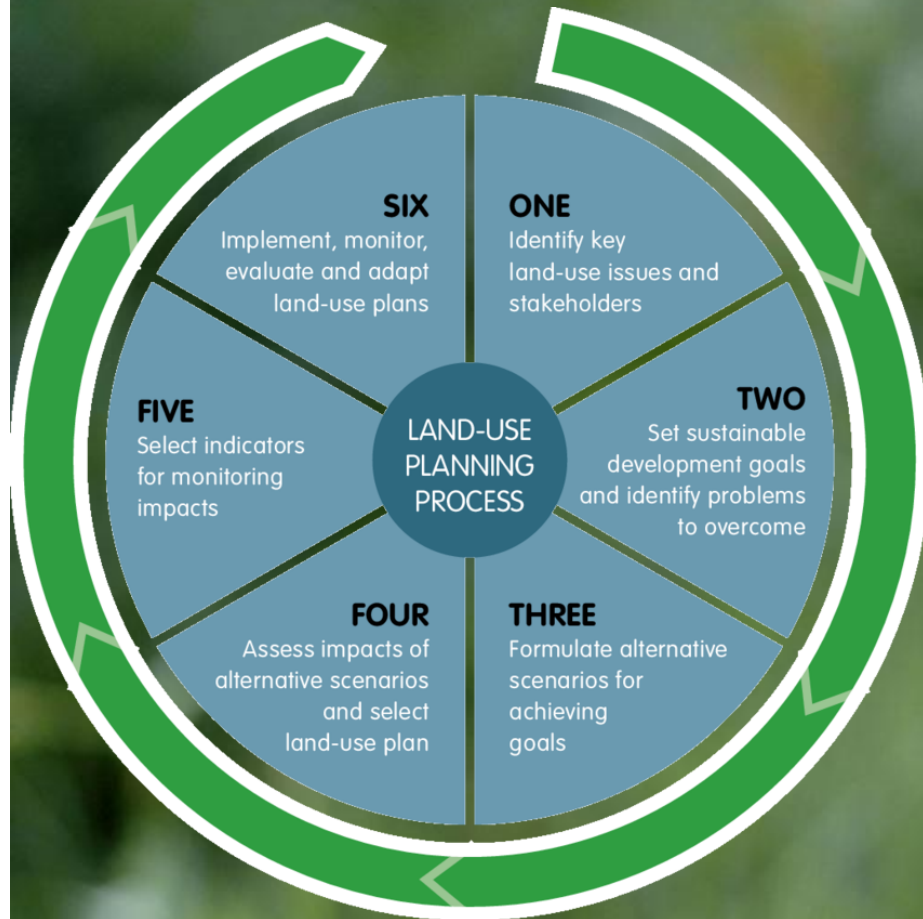 SIX
Implement, monitor,
evaluate and adapt
land-use plans
ONE
Identify key
land-use issues and
stakeholders
FIVE
Select indicators
for monitoring
impacts
LAND-USE
PLANNING
PROCESS
TWO
Set sustainable
development goals
and identify problems
to overcome
FOUR
Assess impacts of
alternative scenarios
and select
land-use plan
THREE
Formulate alternative
scenarios for
achieving
goals